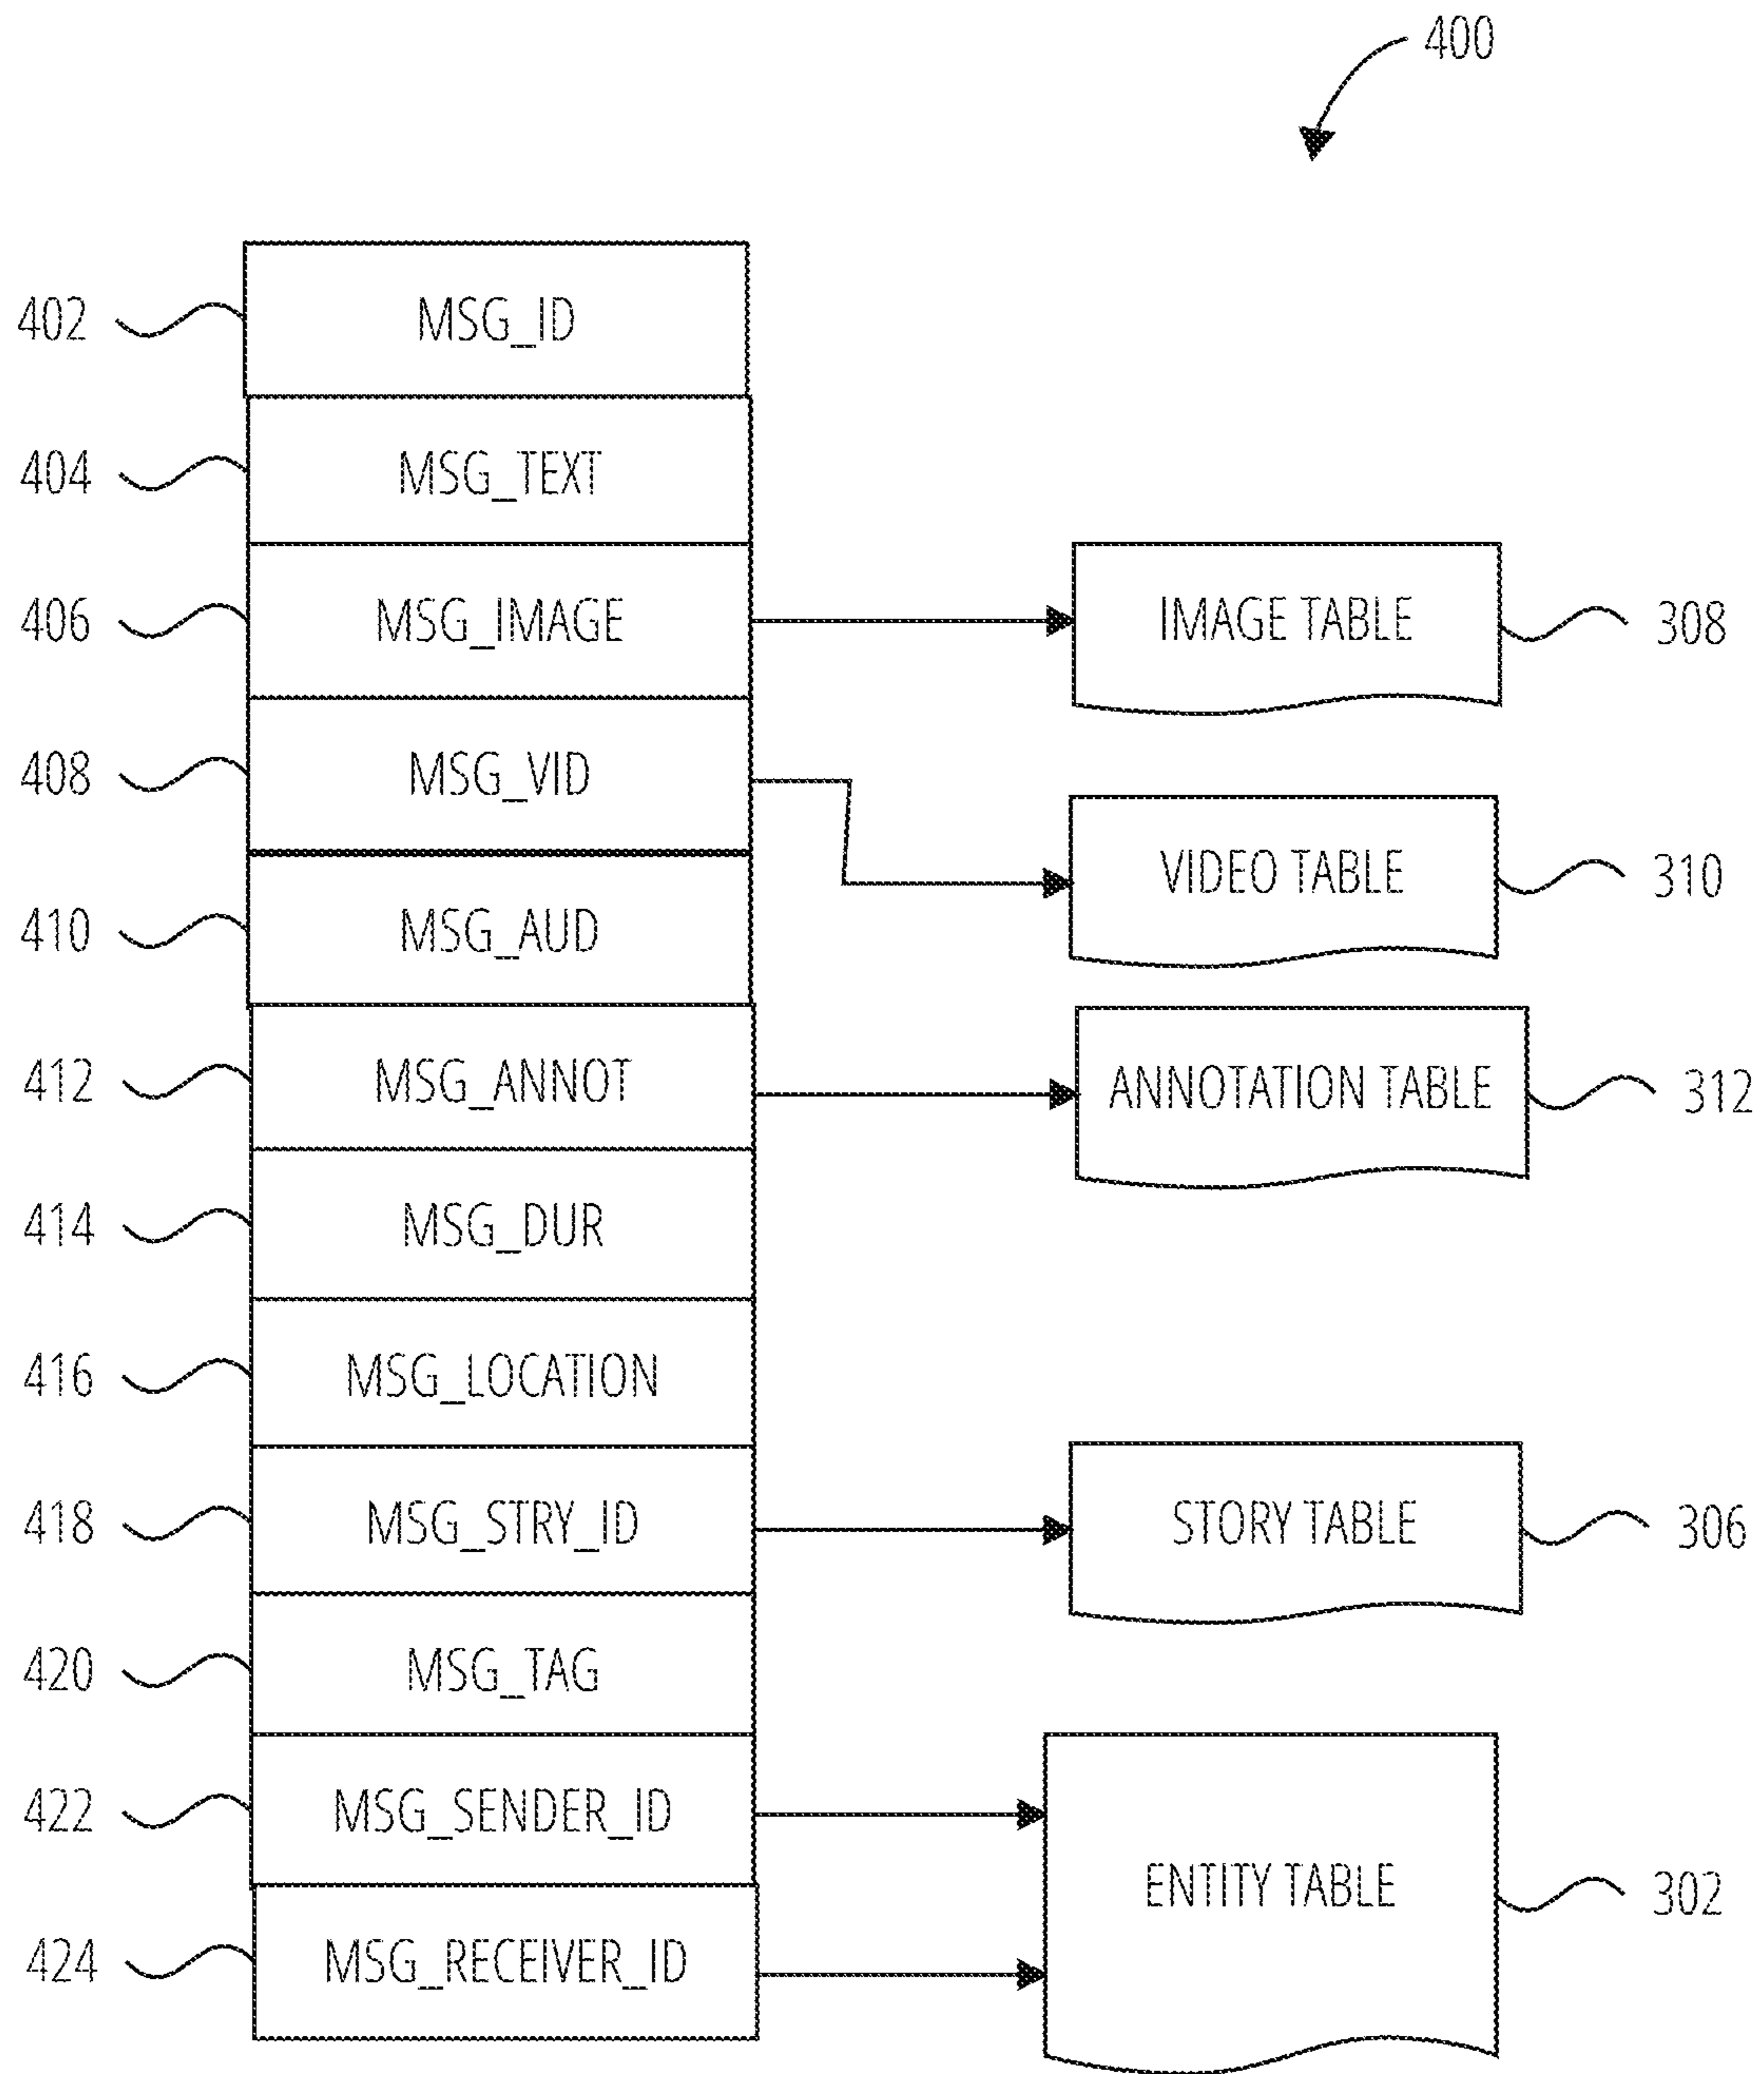 400
402 MSG_ID
404 MSG_TEXT
406 MSG_IMAGE IMAGE TABLE 308
408 MSG_VID
VIDEO TABLE 310
410 MSG_AUD
412 MSG_ANNOT ANNOTATION TABLE 312
414 MSG_DUR
416 MSG_LOCATION
418 MSG_STRY_ID STORY TABLE 306
420 MSG_TAG
422 MSG_SENDER_ID
ENTITY TABLE 302
424 MSG_RECEIVER_ID